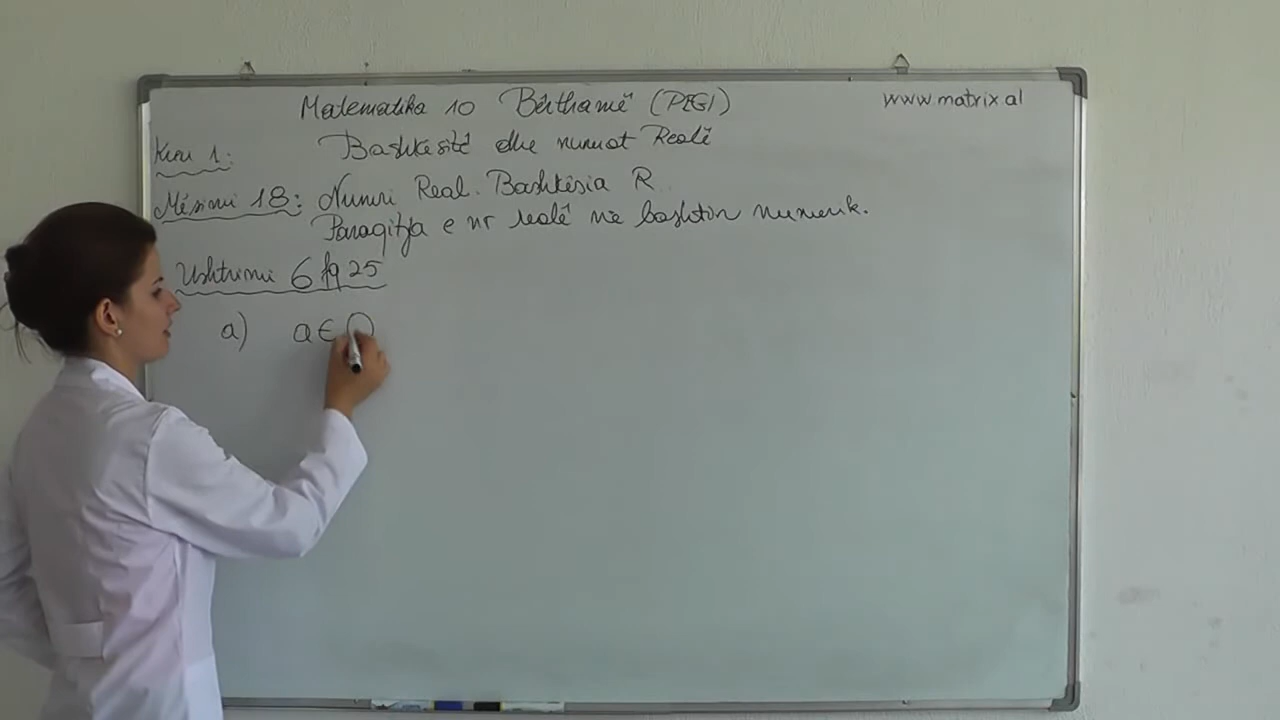 Matematika 10 Bërthamë (PEGI)
www.matrix.al
Kreu 1: Bashkësitë dhe numrat Realë
Mësimi 18: Numri Real. Bashkësia R
Paraqitja e nr realë në boshtin numerik.
Ushtrimi 6 fq 25
a) a ∈ Q